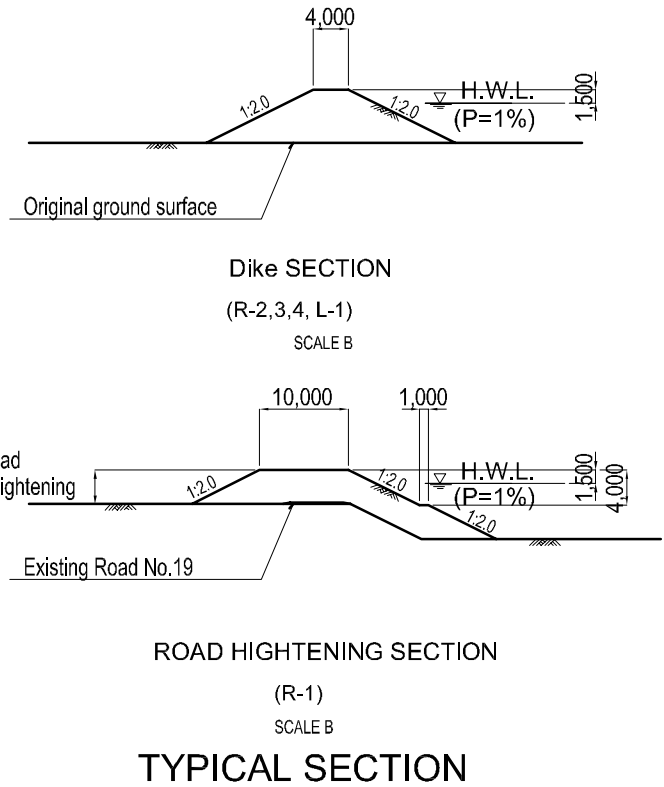 4,000
1:2.0
1:2.0
H.W.L.
(P=1%)
1,500
Original ground surface
Dike SECTION
(R-2,3,4, L-1)
SCALE B
10,000
1,000
ad
ightening
1:2.0
1:2.0
1:2.0
H.W.L.
(P=1%)
1,500
4,000
Existing Road No.19
ROAD HIGHTENING SECTION
(R-1)
SCALE B
TYPICAL SECTION